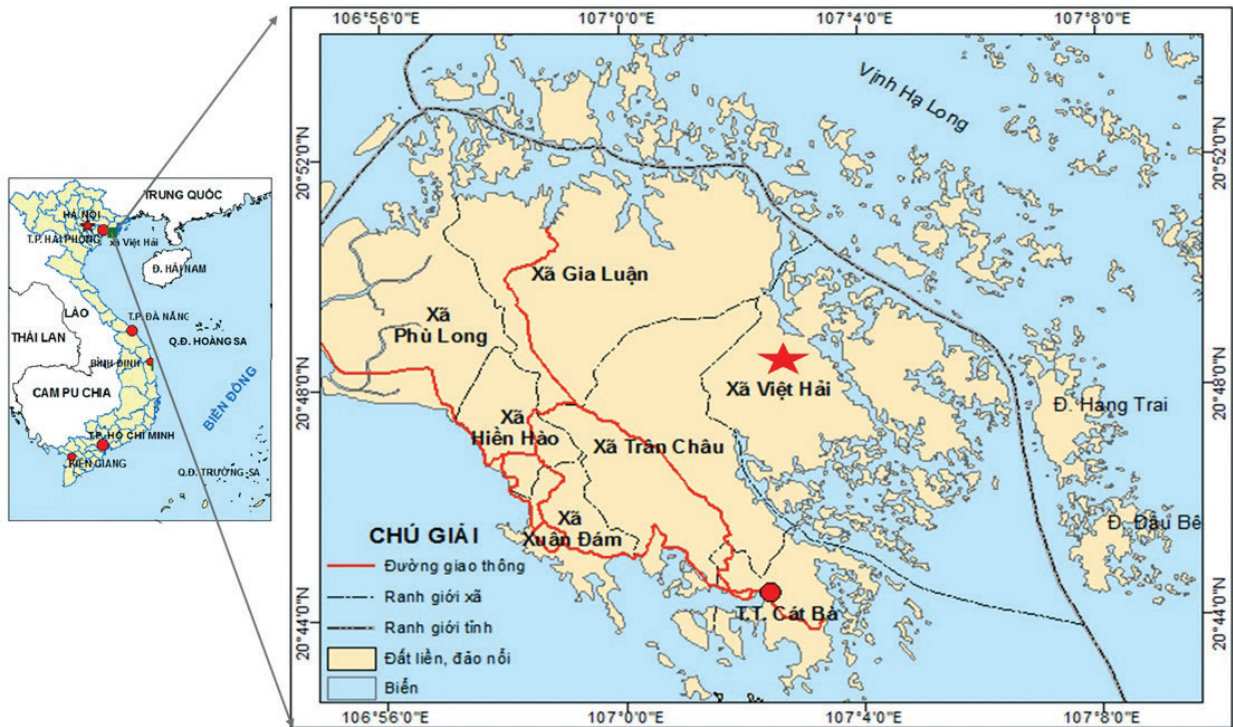 106°56'0"E
107°0'0"E
107°4'0"E
107°8'0"E
20°52'0"N
20°48'0"N
20°44'0"N
TRUNG QUỐC
HÀ NỘI
T.P. HẢI PHÒNG
xã Việt Hải
Đ. HẢI NAM
LÀO
THÁI LAN
T.P. ĐÀ NẴNG
Q.Đ. HOÀNG SA
BÌNH ĐỊNH
CAM PU CHIA
BIỂN ĐÔNG
T.P. HỒ CHÍ MINH
KIÊN GIANG
Q.Đ. TRƯỜNG SA
Vịnh Hạ Long
Xã Gia Luận
Xã
Phù Long
Xã Việt Hải
Đ. Hang Trai
Xã
Hiền Hào
Xã Trân Châu
Xã
Xuân Đám
Đ. Đầu Bê
T.T. Cát Bà
CHÚ GIẢI
Đường giao thông
Ranh giới xã
Ranh giới tỉnh
Đất liền, đảo nổi
Biển
20°52'0"N
20°48'0"N
20°44'0"N
106°56'0"E
107°0'0"E
107°4'0"E
107°8'0"E